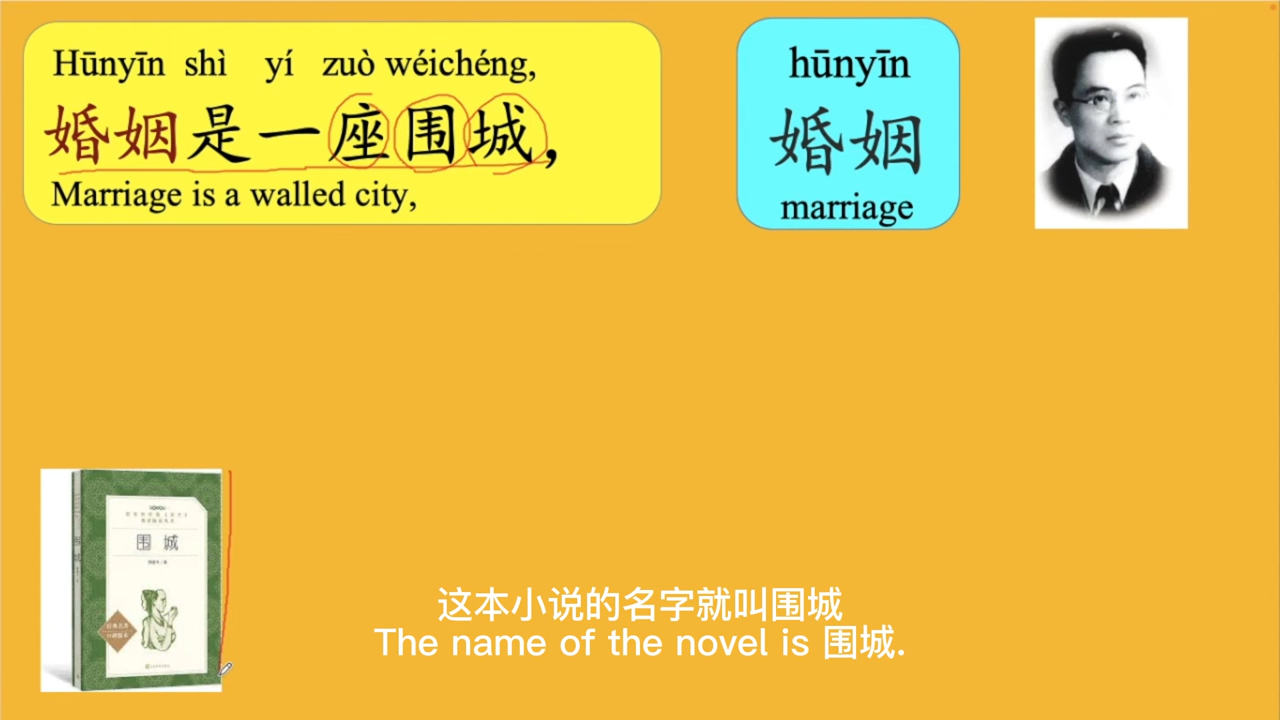 Hūnyīn shì yí zuò wéichéng,
婚姻是一座围城，
Marriage is a walled city,
hūnyīn
婚姻
marriage
围城
这本小说的名字就叫围城
The name of the novel is 围城.